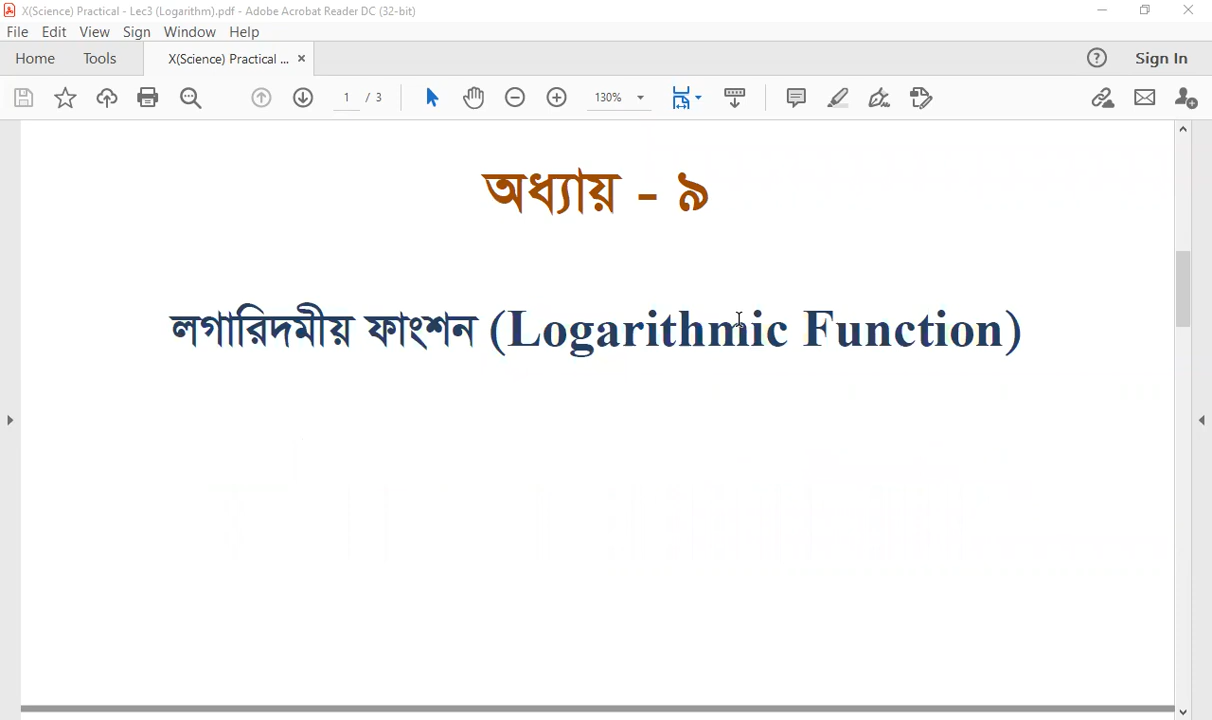 X(Science) Practical - Lec3 (Logarithm).pdf - Adobe Acrobat Reader DC (32-bit)
File Edit View Sign Window Help
Home Tools X(Science) Practical ... × Sign In
1 / 3 130%
অধ্যায় - ৯
লগারিদমীয় ফাংশন (Logarithmic Function)